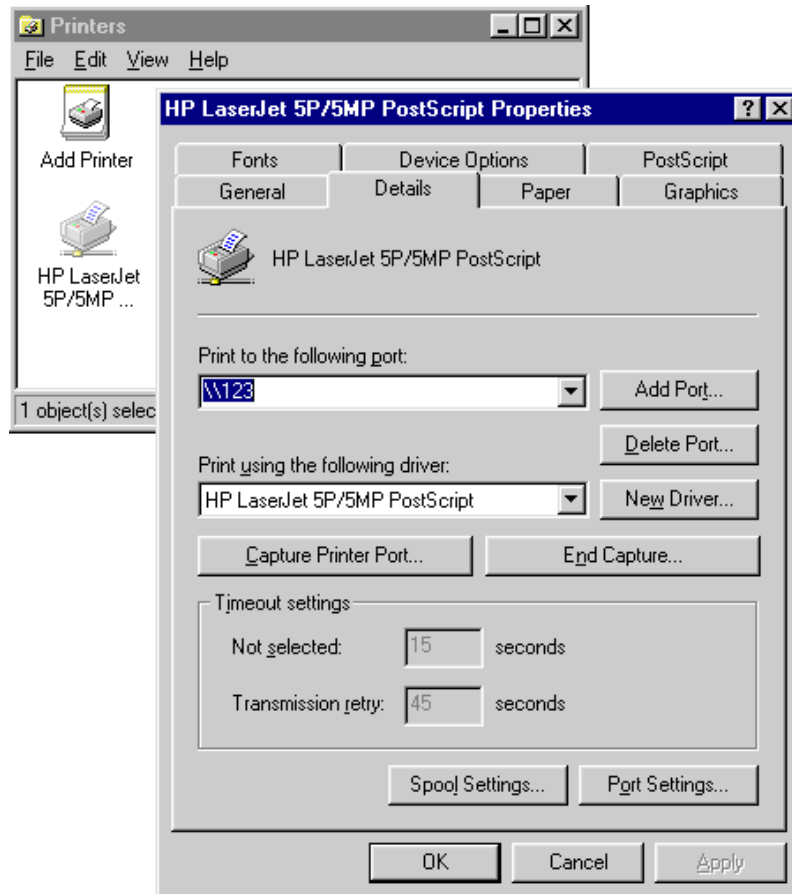 Printers
File Edit View Help
Add Printer
HP LaserJet
5P/5MP ...
1 object(s) selec
HP LaserJet 5P/5MP PostScript Properties
Fonts Device Options PostScript
General Details Paper Graphics
HP LaserJet 5P/5MP PostScript
Print to the following port:
\\123
Add Port...
Delete Port...
Print using the following driver:
HP LaserJet 5P/5MP PostScript
New Driver...
Capture Printer Port... End Capture...
Timeout settings
Not selected: 15 seconds
Transmission retry: 45 seconds
Spool Settings... Port Settings...
OK Cancel Apply